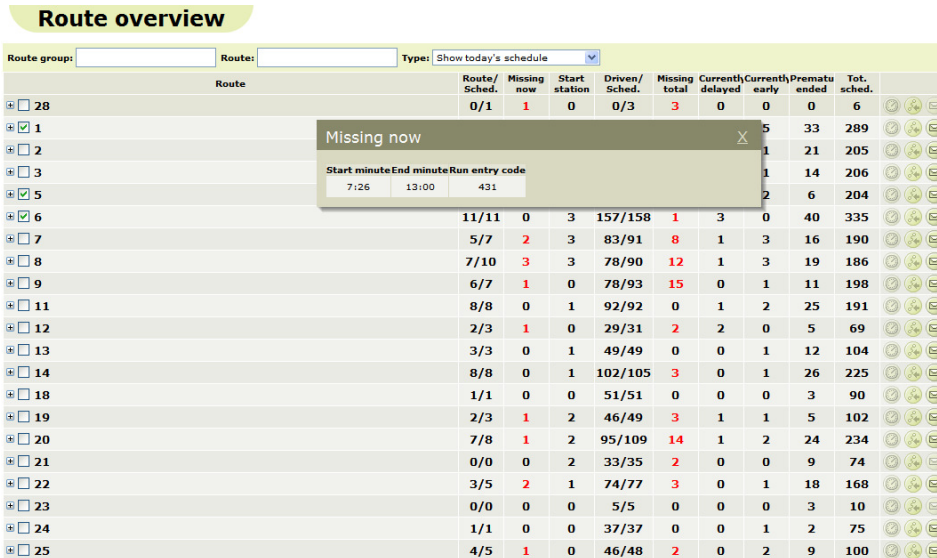 Route overview
Route group: Route: Type: Show today's schedule
Route Route/ Sched. Missing now Start station Driven/ Sched. Missing total Currently delayed Currently early Prematu ended Tot. sched.
28 0/1 1 0 0/3 3 0 0 0 6
1 5 33 289
2 1 21 205
3 1 14 206
5 2 6 204
Missing now X
Start minute End minute Run entry code
7:26 13:00 431
6 11/11 0 3 157/158 1 3 0 40 335
7 5/7 2 3 83/91 8 1 3 16 190
8 7/10 3 3 78/90 12 1 3 19 186
9 6/7 1 0 78/93 15 0 1 11 198
11 8/8 0 1 92/92 0 1 2 25 191
12 2/3 1 0 29/31 2 2 0 5 69
13 3/3 0 1 49/49 0 0 1 12 104
14 8/8 0 1 102/105 3 0 1 26 225
18 1/1 0 0 51/51 0 0 0 3 90
19 2/3 1 2 46/49 3 1 1 5 102
20 7/8 1 2 95/109 14 1 2 24 234
21 0/0 0 2 33/35 2 0 0 9 74
22 3/5 2 1 74/77 3 0 1 18 168
23 0/0 0 0 5/5 0 0 0 3 10
24 1/1 0 0 37/37 0 0 1 2 75
25 4/5 1 0 46/48 2 0 2 9 100